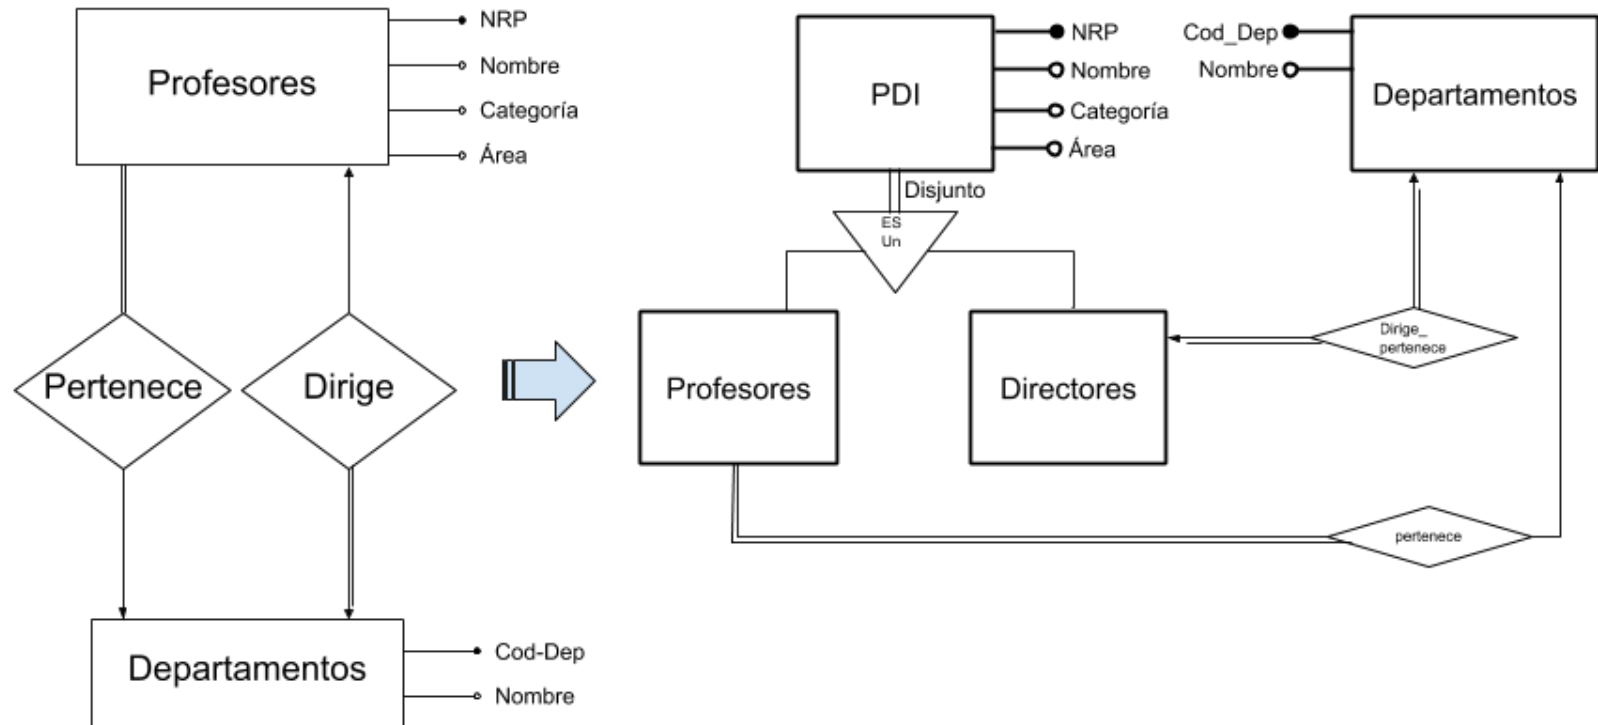 Profesores
NRP
Nombre
Categoría
Área
Pertenece
Dirige
Departamentos
Cod-Dep
Nombre
PDI
NRP
Nombre
Categoría
Área
Cod_Dep
Nombre
Departamentos
Disjunto
ES
Un
Profesores
Directores
Dirige_
pertenece
pertenece